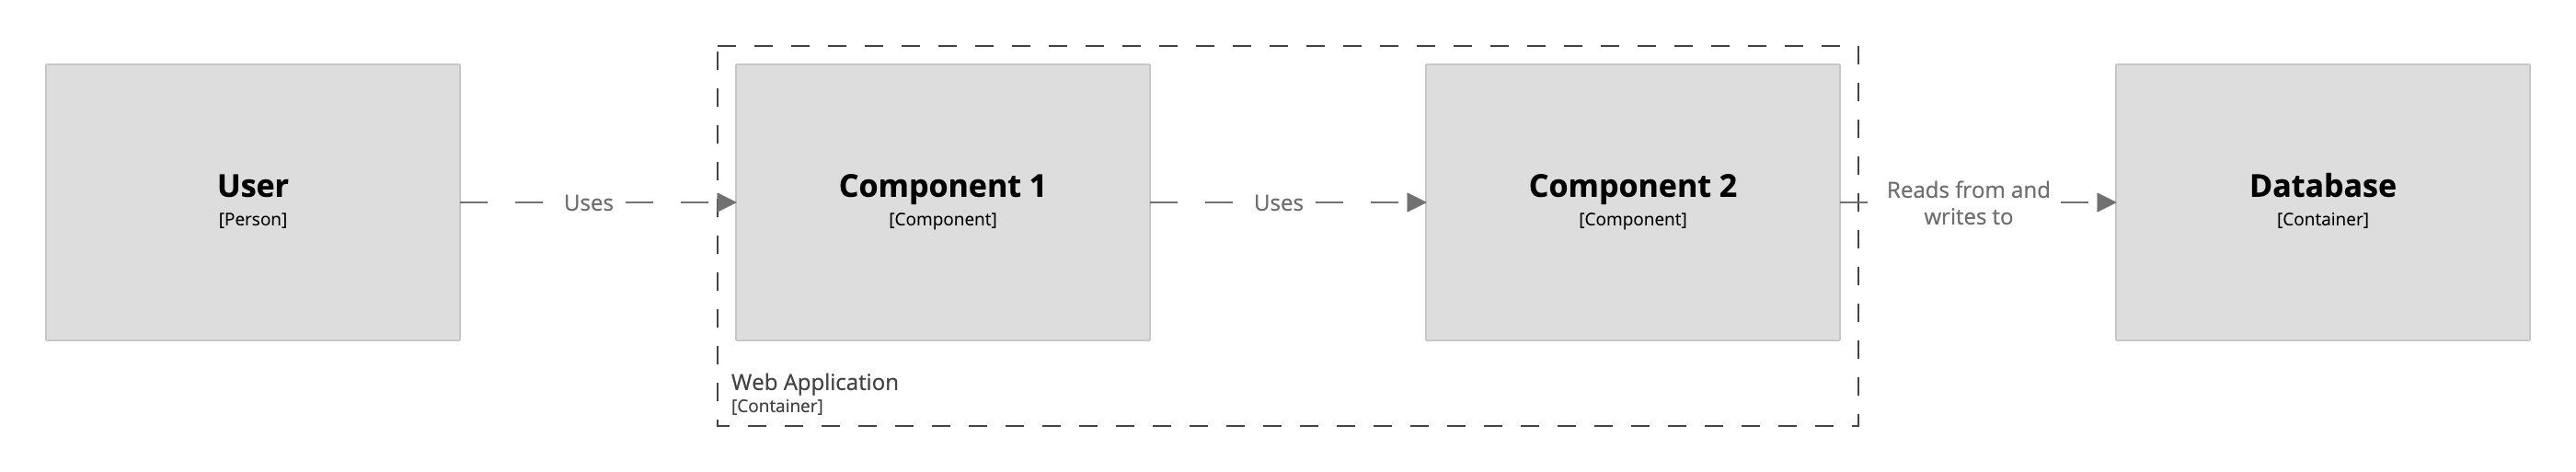 User
[Person]
Uses
Component 1
[Component]
Uses
Component 2
[Component]
Reads from and
writes to
Database
[Container]
Web Application
[Container]